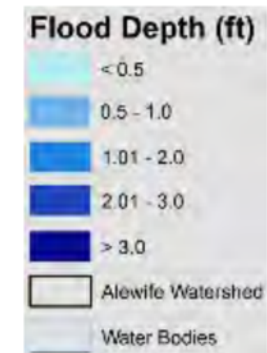 Flood Depth (ft)
< 0.5
0.5 - 1.0
1.01 - 2.0
2.01 - 3.0
> 3.0
Alewife Watershed
Water Bodies